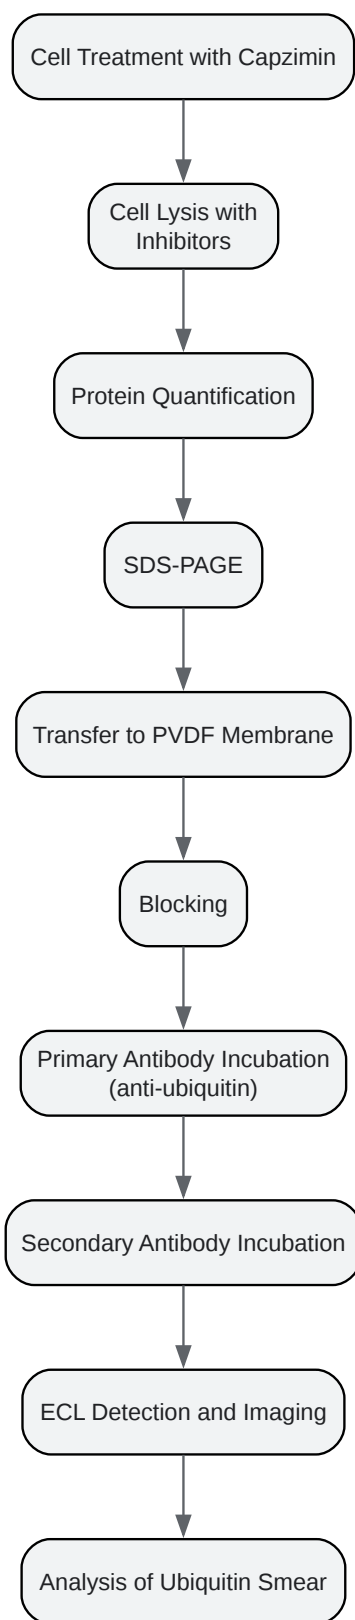 Cell Treatment with Capzimin
Cell Lysis with
Inhibitors
Protein Quantification
SDS-PAGE
Transfer to PVDF Membrane
Blocking
Primary Antibody Incubation
(anti-ubiquitin)
Secondary Antibody Incubation
ECL Detection and Imaging
Analysis of Ubiquitin Smear